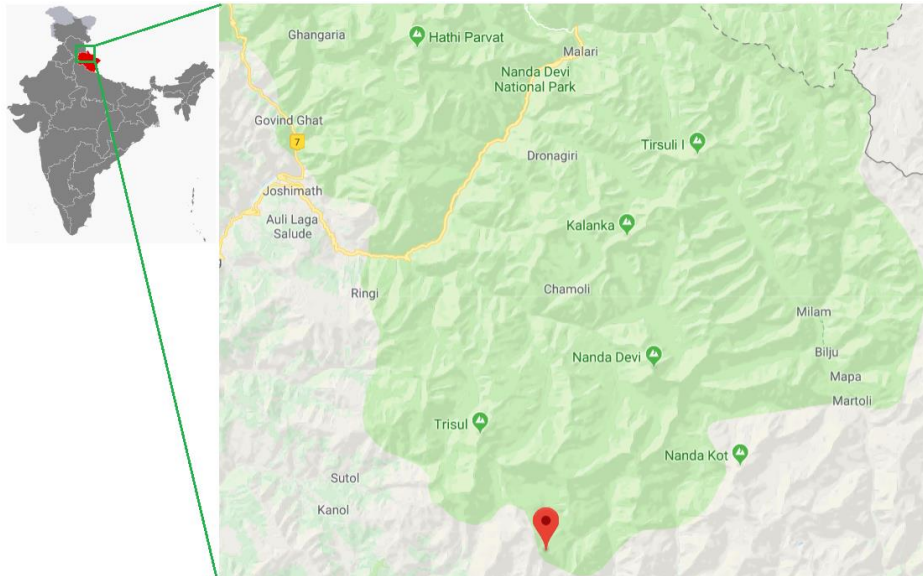 Ghangaria
Hathi Parvat
Malari
Nanda Devi
National Park
Govind Ghat
7
Tirsuli I
Dronagiri
Joshimath
Auli Laga
Salude
Kalanka
Ringi
Chamoli
Milam
Nanda Devi
Bilju
Mapa
Martoli
Trisul
Nanda Kot
Sutol
Kanol